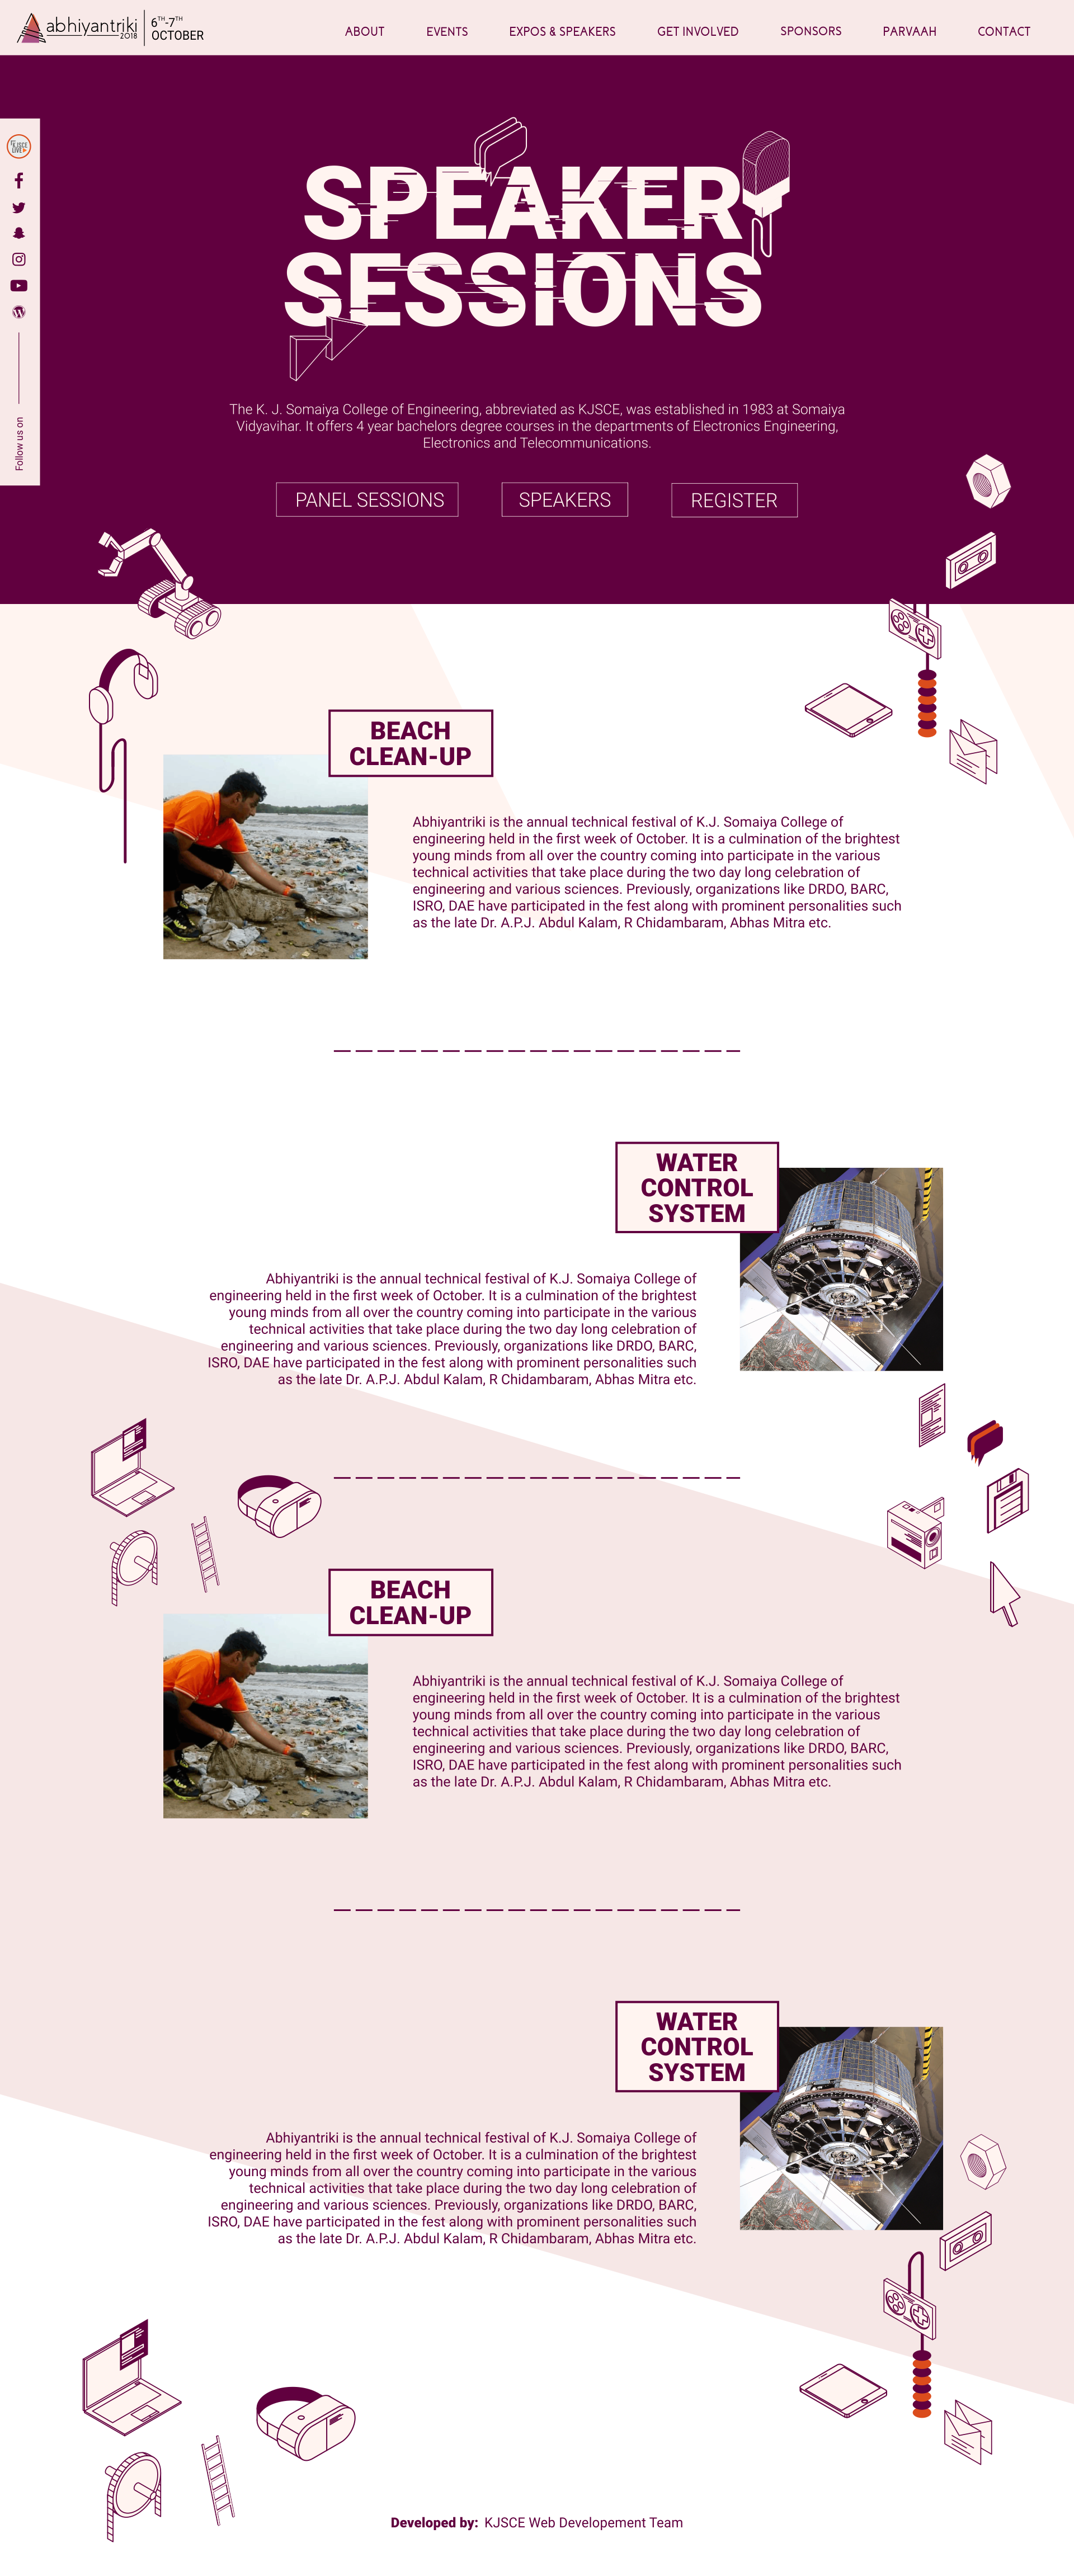 abhiyantriki
2018
6TH-7TH
OCTOBER
ABOUT EVENTS EXPOS & SPEAKERS GET INVOLVED SPONSORS PARVAAH CONTACT
KJSCE
LIVE
Follow us on
SPEAKER
SESSIONS
The K. J. Somaiya College of Engineering, abbreviated as KJSCE, was established in 1983 at Somaiya
Vidyavihar. It offers 4 year bachelors degree courses in the departments of Electronics Engineering,
Electronics and Telecommunications.
PANEL SESSIONS SPEAKERS REGISTER
BEACH
CLEAN-UP
Abhiyantriki is the annual technical festival of K.J. Somaiya College of
engineering held in the first week of October. It is a culmination of the brightest
young minds from all over the country coming into participate in the various
technical activities that take place during the two day long celebration of
engineering and various sciences. Previously, organizations like DRDO, BARC,
ISRO, DAE have participated in the fest along with prominent personalities such
as the late Dr. A.P.J. Abdul Kalam, R Chidambaram, Abhas Mitra etc.
WATER
CONTROL
SYSTEM
Abhiyantriki is the annual technical festival of K.J. Somaiya College of
engineering held in the first week of October. It is a culmination of the brightest
young minds from all over the country coming into participate in the various
technical activities that take place during the two day long celebration of
engineering and various sciences. Previously, organizations like DRDO, BARC,
ISRO, DAE have participated in the fest along with prominent personalities such
as the late Dr. A.P.J. Abdul Kalam, R Chidambaram, Abhas Mitra etc.
BEACH
CLEAN-UP
Abhiyantriki is the annual technical festival of K.J. Somaiya College of
engineering held in the first week of October. It is a culmination of the brightest
young minds from all over the country coming into participate in the various
technical activities that take place during the two day long celebration of
engineering and various sciences. Previously, organizations like DRDO, BARC,
ISRO, DAE have participated in the fest along with prominent personalities such
as the late Dr. A.P.J. Abdul Kalam, R Chidambaram, Abhas Mitra etc.
WATER
CONTROL
SYSTEM
Abhiyantriki is the annual technical festival of K.J. Somaiya College of
engineering held in the first week of October. It is a culmination of the brightest
young minds from all over the country coming into participate in the various
technical activities that take place during the two day long celebration of
engineering and various sciences. Previously, organizations like DRDO, BARC,
ISRO, DAE have participated in the fest along with prominent personalities such
as the late Dr. A.P.J. Abdul Kalam, R Chidambaram, Abhas Mitra etc.
Developed by: KJSCE Web Developement Team